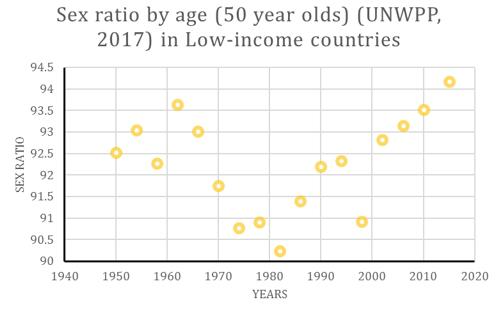 Sex ratio by age (50 year olds) (UNWPP,
2017) in Low-income countries
94.5
94
93.5
93
92.5
92
91.5
91
90.5
90
SEX RATIO
1940 1950 1960 1970 1980 1990 2000 2010 2020
YEARS